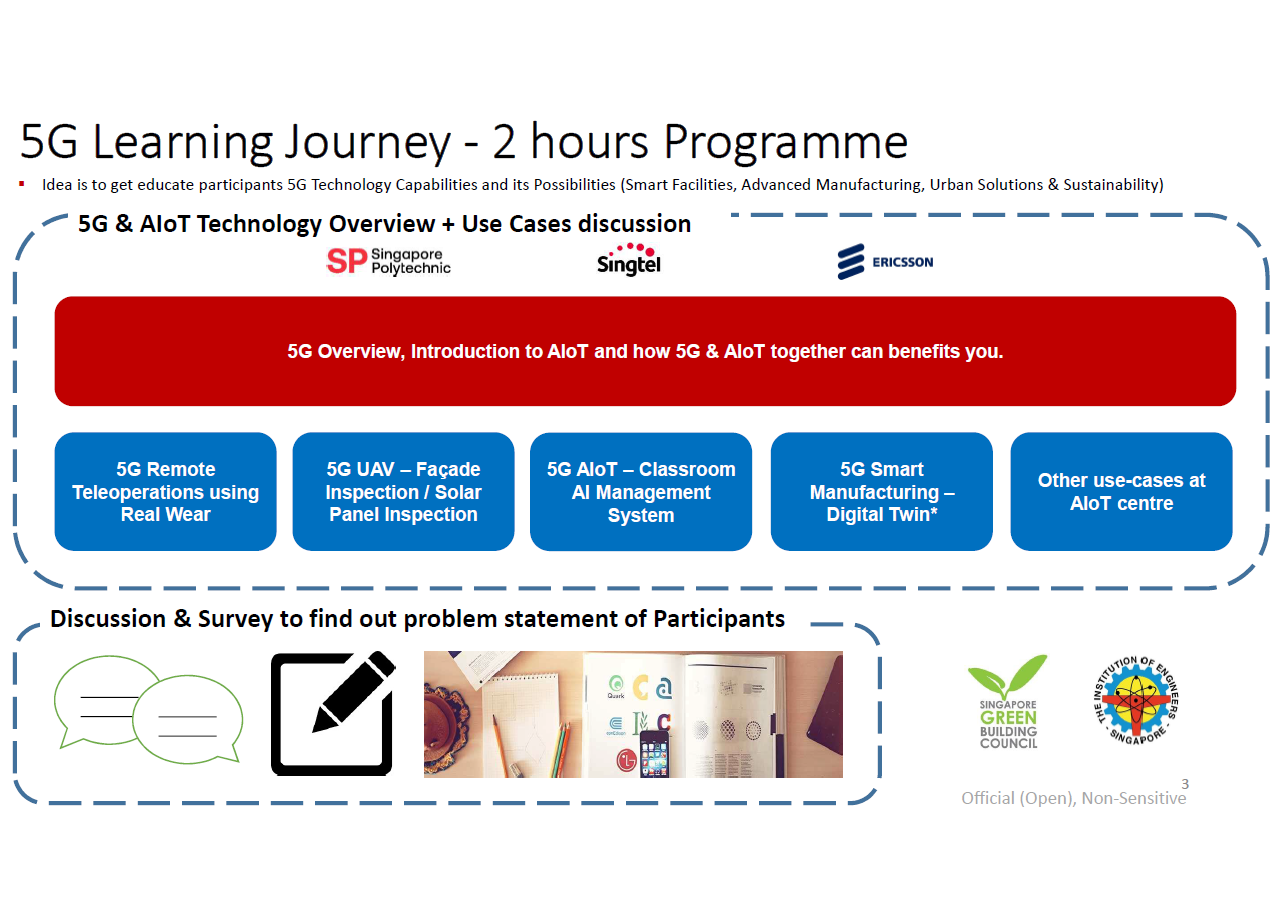 5G Learning Journey - 2 hours Programme
Idea is to get educate participants 5G Technology Capabilities and its Possibilities (Smart Facilities, Advanced Manufacturing, Urban Solutions & Sustainability)
5G & AIoT Technology Overview + Use Cases discussion
SP Singapore
Polytechnic
Singtel
ERICSSON
5G Overview, Introduction to AIoT and how 5G & AIoT together can benefits you.
5G Remote
Teleoperations using
Real Wear
5G UAV – Façade
Inspection / Solar
Panel Inspection
5G AIoT – Classroom
AI Management
System
5G Smart
Manufacturing –
Digital Twin*
Other use-cases at
AIoT centre
Discussion & Survey to find out problem statement of Participants
Quark
LG
SINGAPORE
GREEN
BUILDING
COUNCIL
THE INSTITUTION OF ENGINEERS
- SINGAPORE -
3
Official (Open), Non-Sensitive